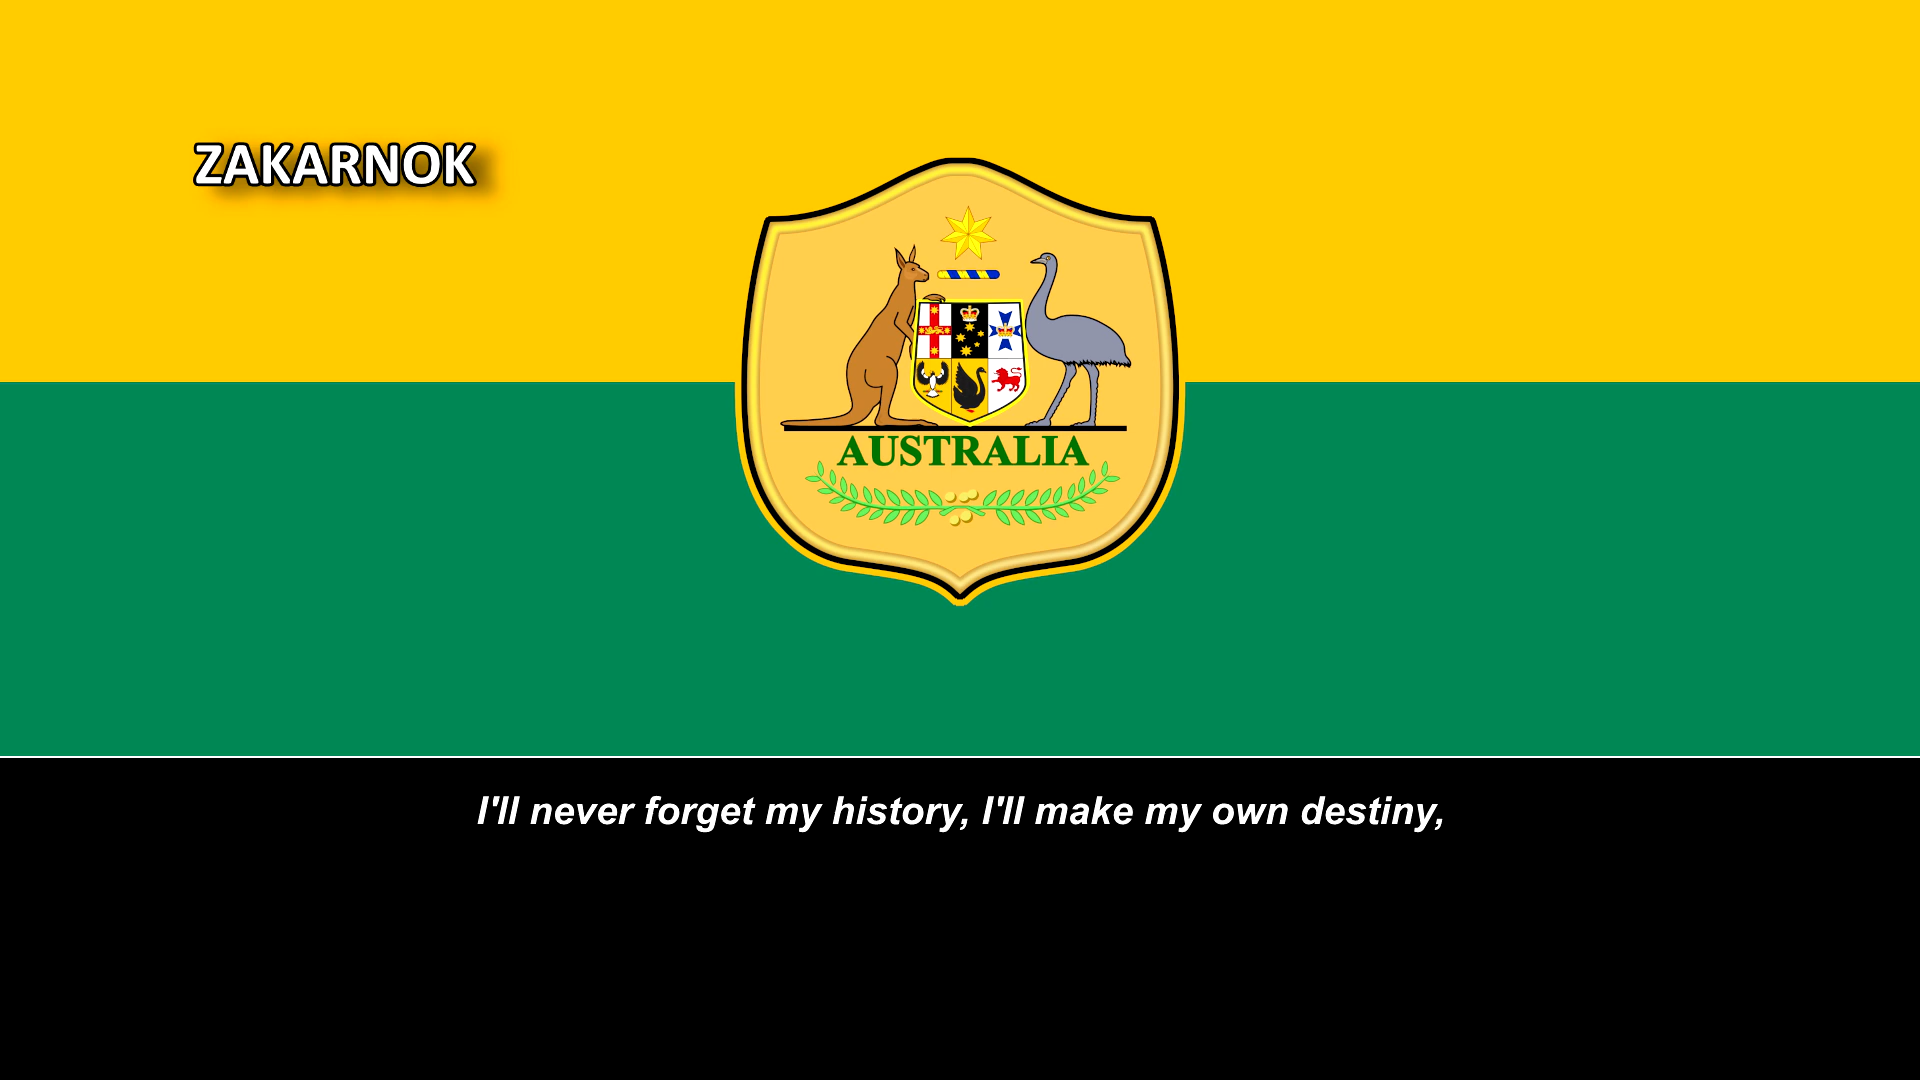 ZAKARNOK
AUSTRALIA
I'll never forget my history, I'll make my own destiny,